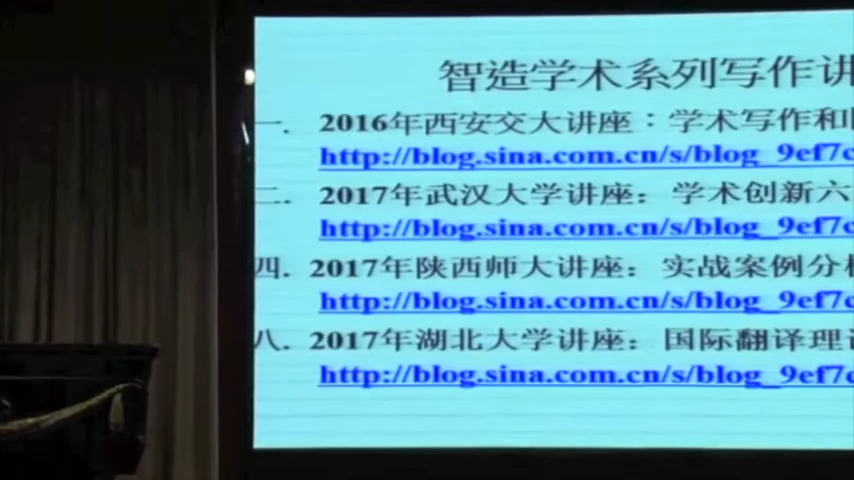 智造学术系列写作讲
一. 2016年西安交大讲座：学术写作和
http://blog.sina.com.cn/s/blog_9ef7c
二. 2017年武汉大学讲座：学术创新六
http://blog.sina.com.cn/s/blog_9ef7c
四. 2017年陕西师大讲座：实战案例分析
http://blog.sina.com.cn/s/blog_9ef7c
八. 2017年湖北大学讲座：国际翻译理
http://blog.sina.com.cn/s/blog_9ef7c